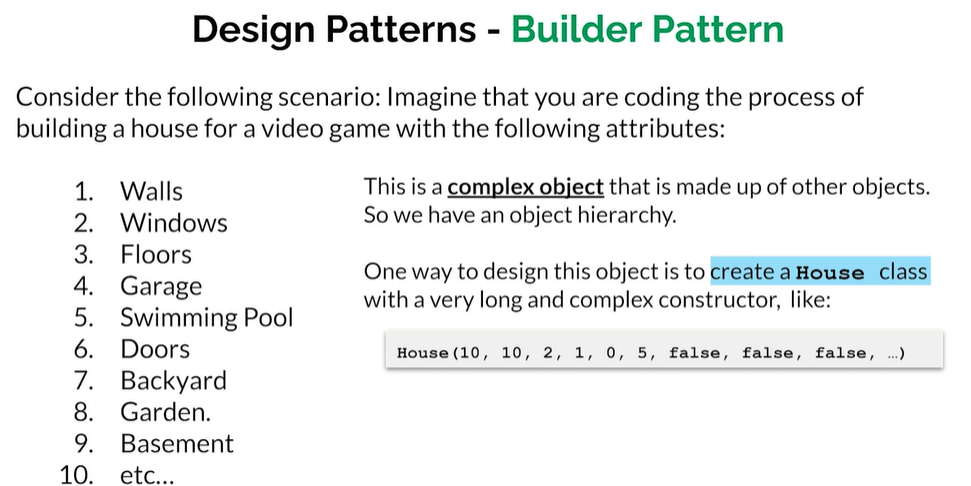 Design Patterns - Builder Pattern
Consider the following scenario: Imagine that you are coding the process of
building a house for a video game with the following attributes:
1. Walls
2. Windows
3. Floors
4. Garage
5. Swimming Pool
6. Doors
7. Backyard
8. Garden.
9. Basement
10. etc...
This is a complex object that is made up of other objects.
So we have an object hierarchy.
One way to design this object is to create a House class
with a very long and complex constructor, like:
House(10, 10, 2, 1, 0, 5, false, false, false, …)